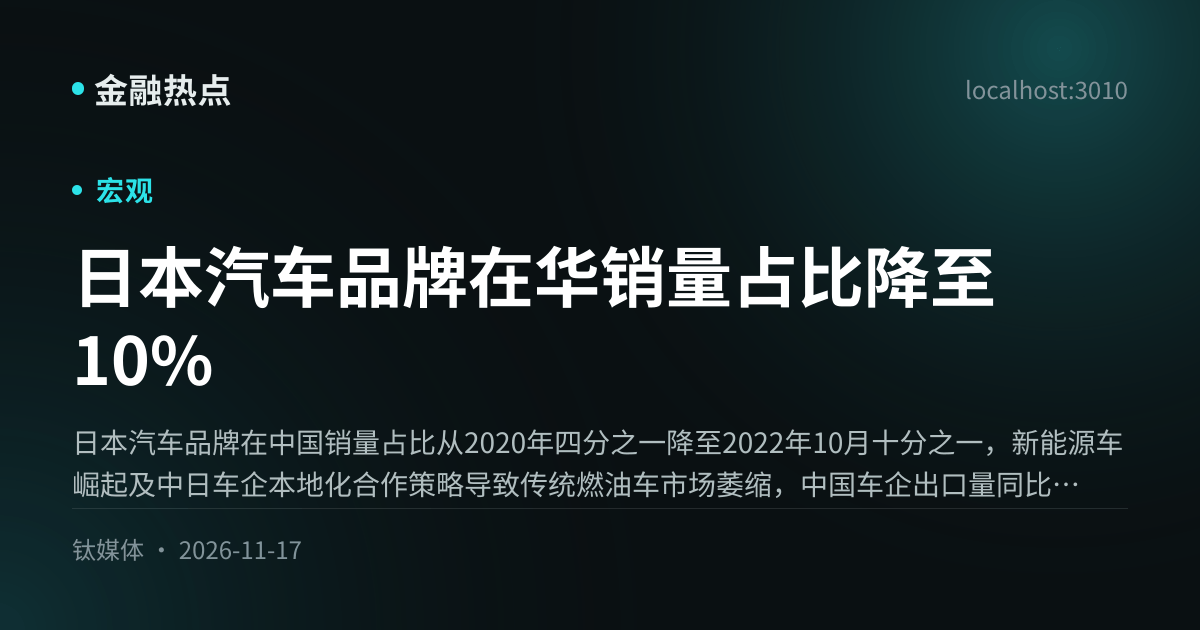 金融热点
localhost:3010
宏观
日本汽车品牌在华销量占比降至
10%
日本汽车品牌在中国销量占比从2020年四分之一降至2022年10月十分之一，新能源车
崛起及中日车企本地化合作策略导致传统燃油车市场萎缩，中国车企出口量同比…
钛媒体 · 2026-11-17